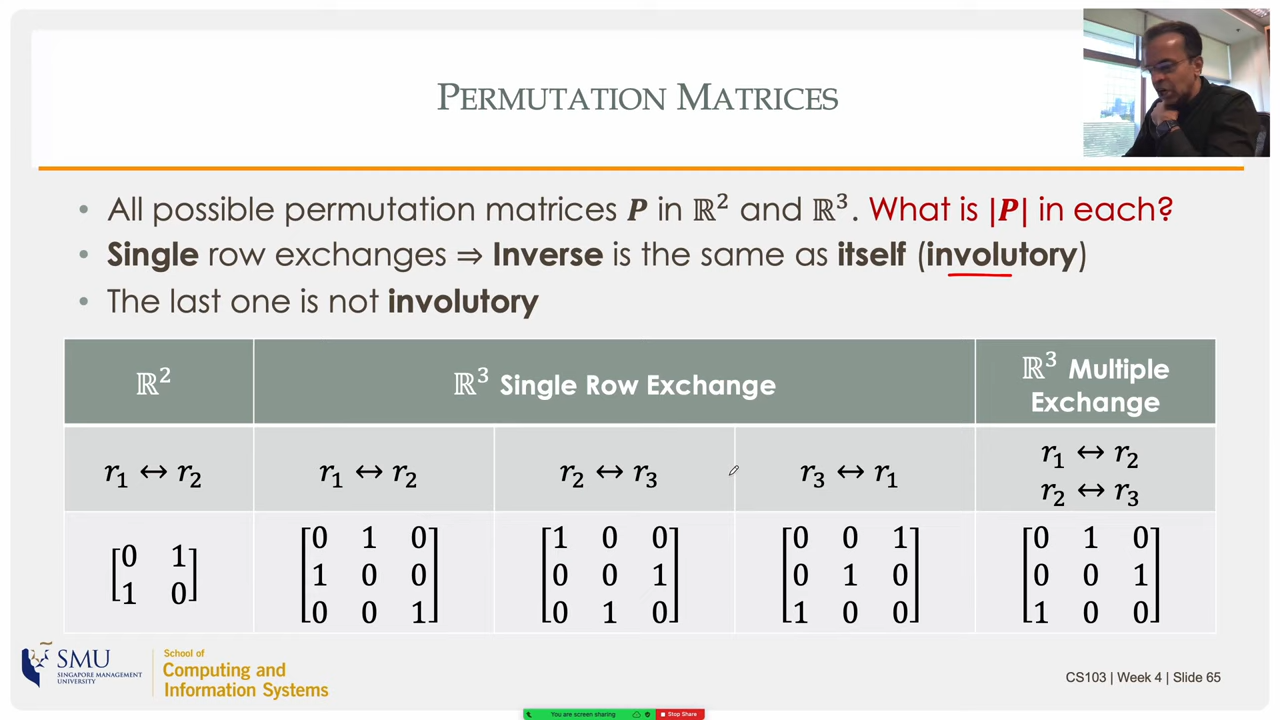 PERMUTATION MATRICES
• All possible permutation matrices P in ℝ² and ℝ³. What is |P| in each?
• Single row exchanges ⇒ Inverse is the same as itself (involutory)
• The last one is not involutory
ℝ²
ℝ³ Single Row Exchange
ℝ³ Multiple
Exchange
r₁ ↔ r₂
r₁ ↔ r₂
r₂ ↔ r₃
r₃ ↔ r₁
r₁ ↔ r₂
r₂ ↔ r₃
[0 1
1 0]
[0 1 0
1 0 0
0 0 1]
[1 0 0
0 0 1
0 1 0]
[0 0 1
0 1 0
1 0 0]
[0 1 0
0 0 1
1 0 0]
SMU
SINGAPORE MANAGEMENT
UNIVERSITY
School of
Computing and
Information Systems
CS103 | Week 4 | Slide 65
You are screen sharing
Stop Share